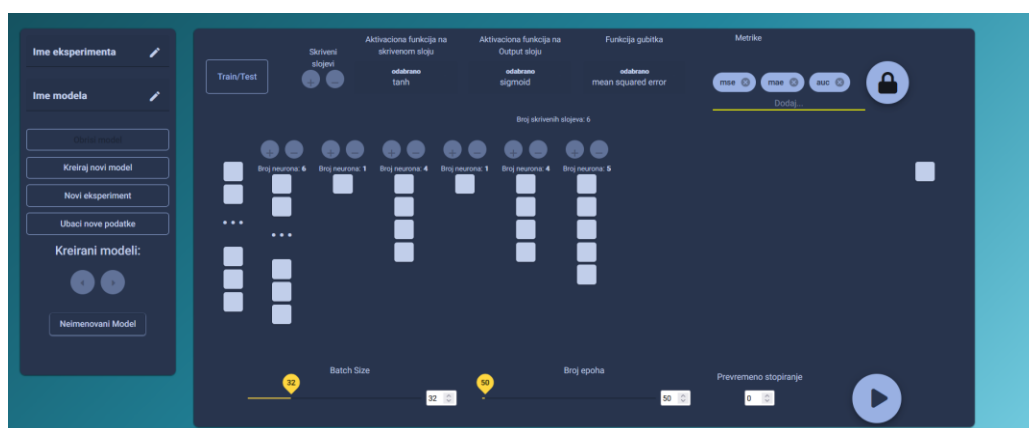 Ime eksperimenta
Ime modela
Obriši model
Kreiraj novi model
Novi eksperiment
Ubaci nove podatke
Kreirani modeli:
Neimenovani Model
Train/Test
Skriveni
slojevi
+ −
Aktivaciona funkcija na
skrivenom sloju
odabrano
tanh
Aktivaciona funkcija na
Output sloju
odabrano
sigmoid
Funkcija gubitka
odabrano
mean squared error
Metrike
mse mae auc
Dodaj...
Broj skrivenih slojeva: 6
+ − + − + − + − + − + −
Broj neurona: 6 Broj neurona: 1 Broj neurona: 4 Broj neurona: 1 Broj neurona: 4 Broj neurona: 5
Batch Size
32
32
Broj epoha
50
50
Prevremeno stopiranje
0